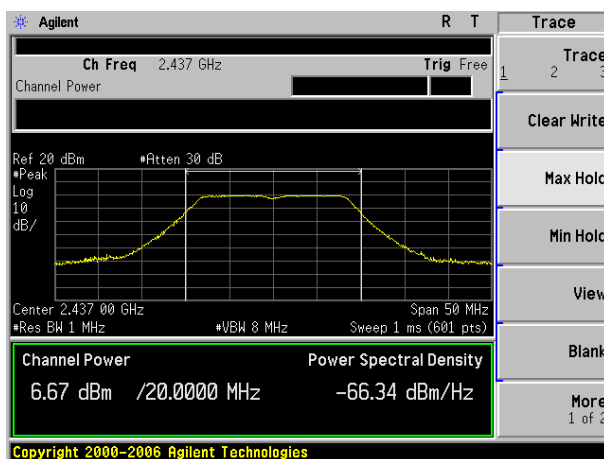 Agilent R T Trace
Ch Freq 2.437 GHz Trig Free
Channel Power
Trace
1 2 3
Clear Write
Max Hold
Min Hold
View
Blank
More
1 of 2
Ref 20 dBm #Atten 30 dB
#Peak
Log
10
dB/
Center 2.437 00 GHz Span 50 MHz
#Res BW 1 MHz #VBW 8 MHz Sweep 1 ms (601 pts)
Channel Power Power Spectral Density
6.67 dBm /20.0000 MHz -66.34 dBm/Hz
Copyright 2000-2006 Agilent Technologies